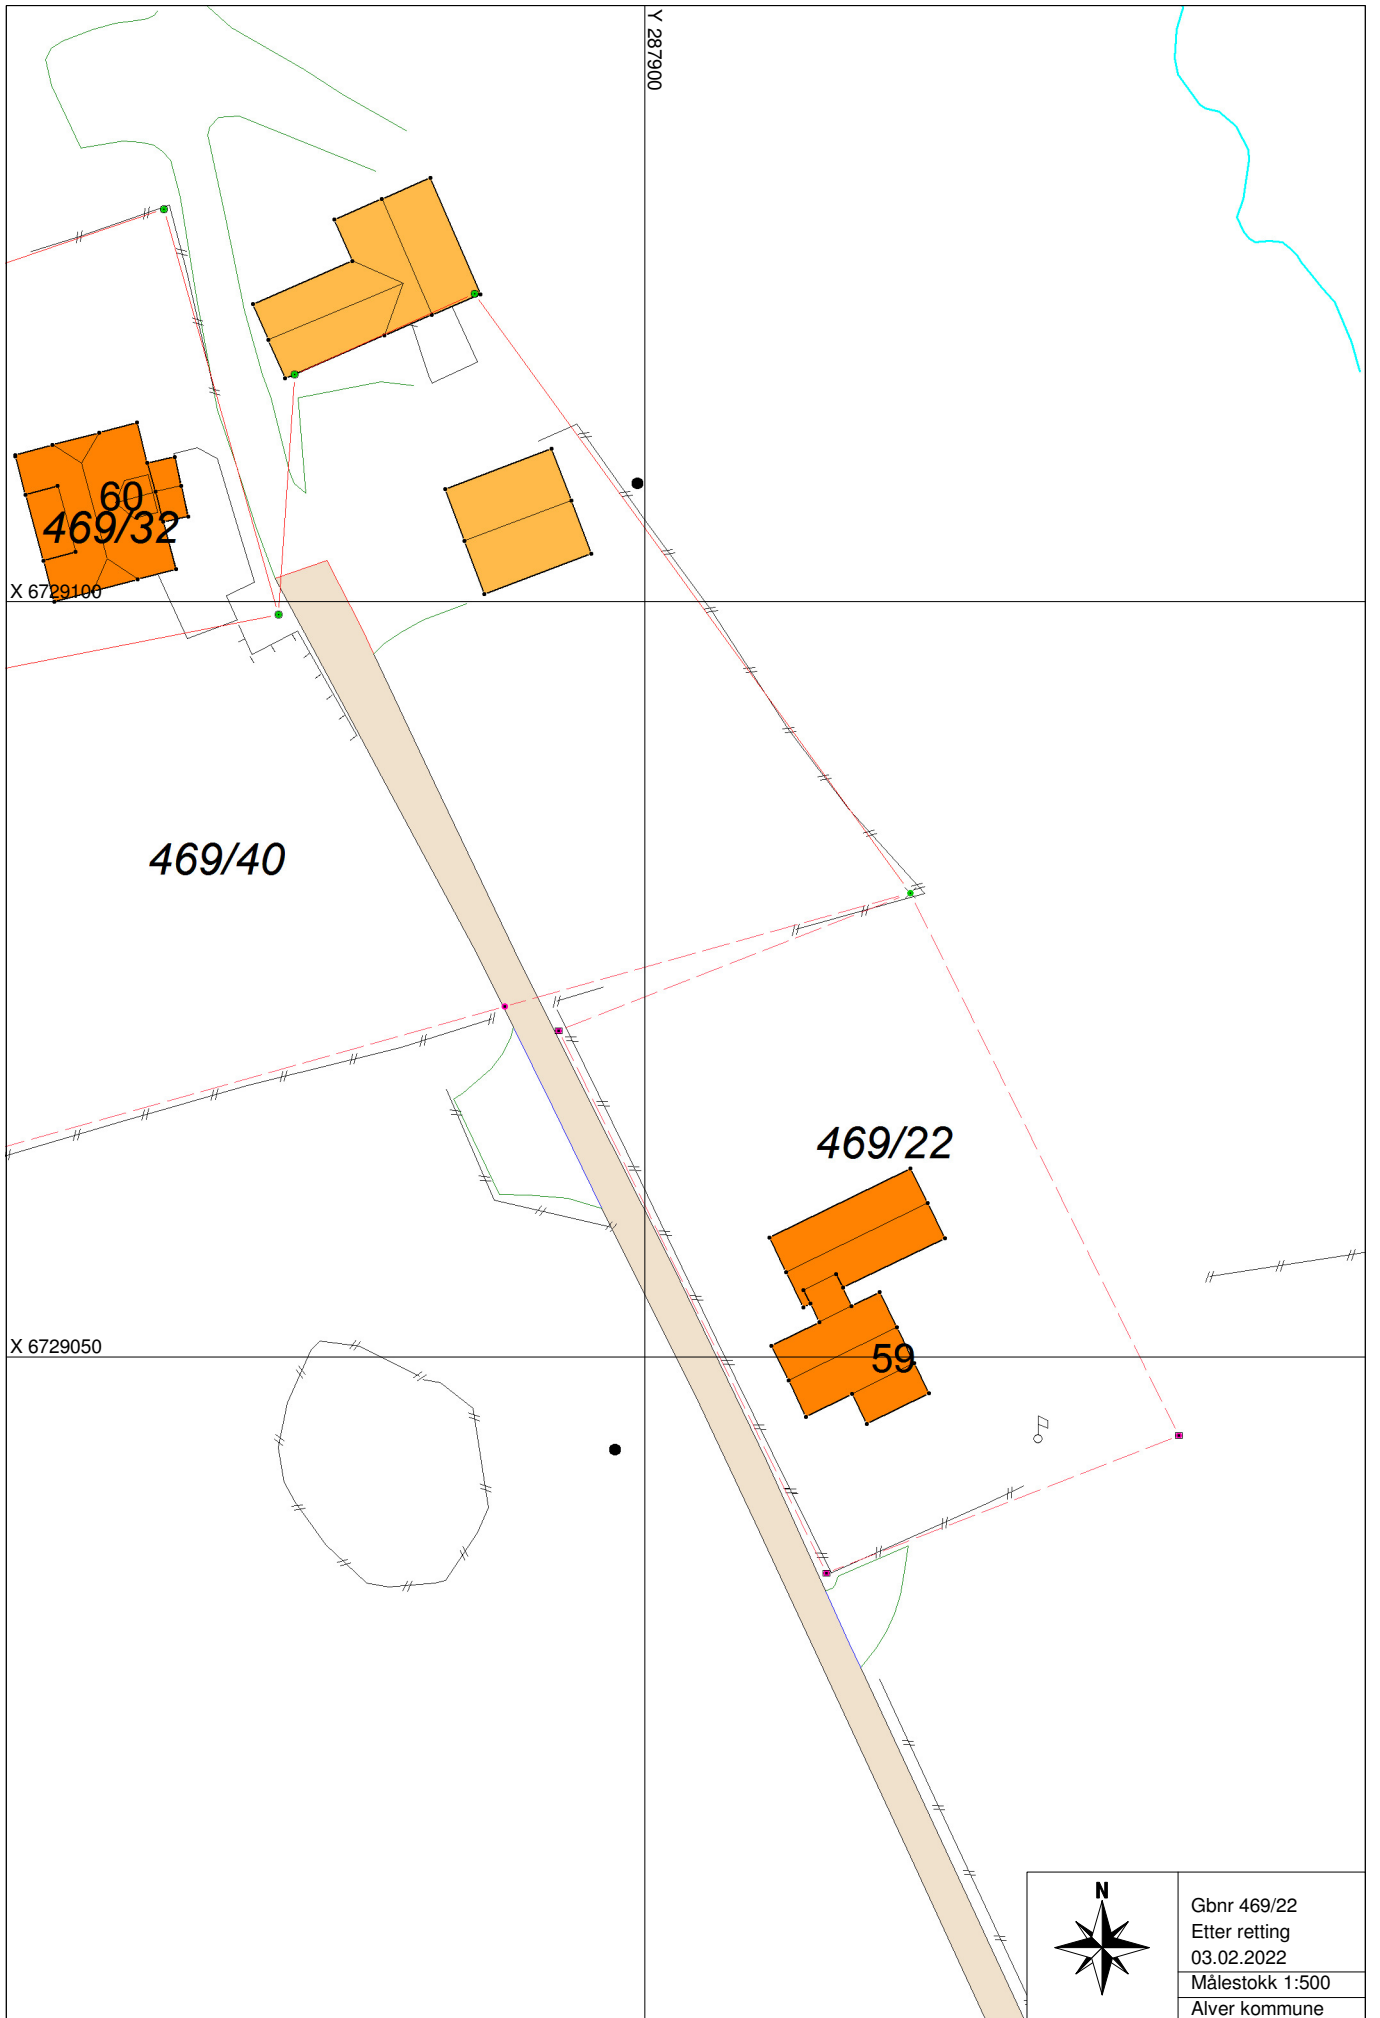 Y 287900
60
469/32
X 6729100
469/40
469/22
X 6729050
59
N
Gbnr 469/22
Etter retting
03.02.2022
Målestokk 1:500
Alver kommune